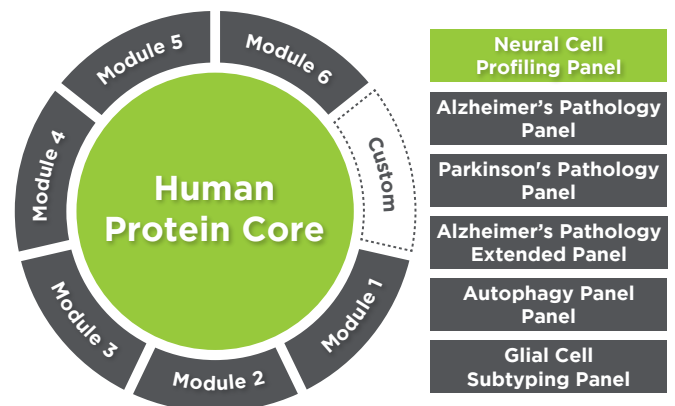 Module 5
Module 6
Module 4
Custom
Human
Protein Core
Module 3
Module 1
Module 2
Neural Cell
Profiling Panel
Alzheimer's Pathology
Panel
Parkinson's Pathology
Panel
Alzheimer's Pathology
Extended Panel
Autophagy Panel
Panel
Glial Cell
Subtyping Panel